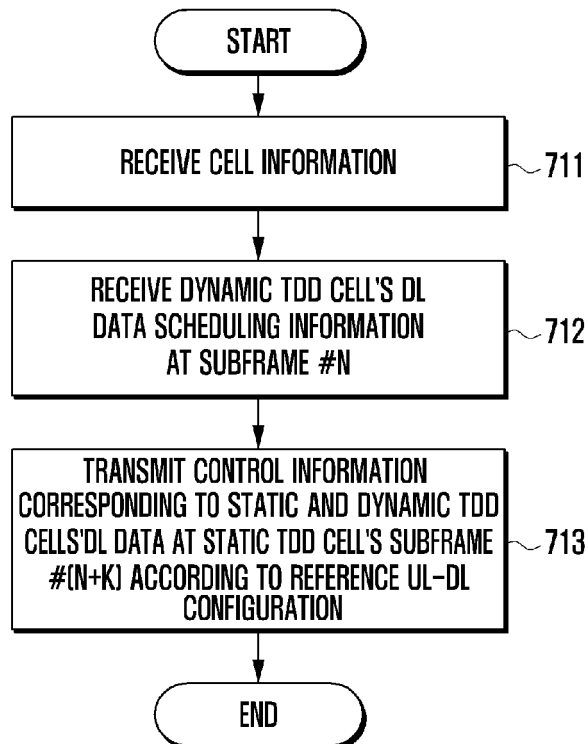 START
RECEIVE CELL INFORMATION
711
RECEIVE DYNAMIC TDD CELL'S DL
DATA SCHEDULING INFORMATION
AT SUBFRAME #N
712
TRANSMIT CONTROL INFORMATION
CORRESPONDING TO STATIC AND DYNAMIC TDD
CELLS'DL DATA AT STATIC TDD CELL'S SUBFRAME
#(N+K) ACCORDING TO REFERENCE UL-DL
CONFIGURATION
713
END